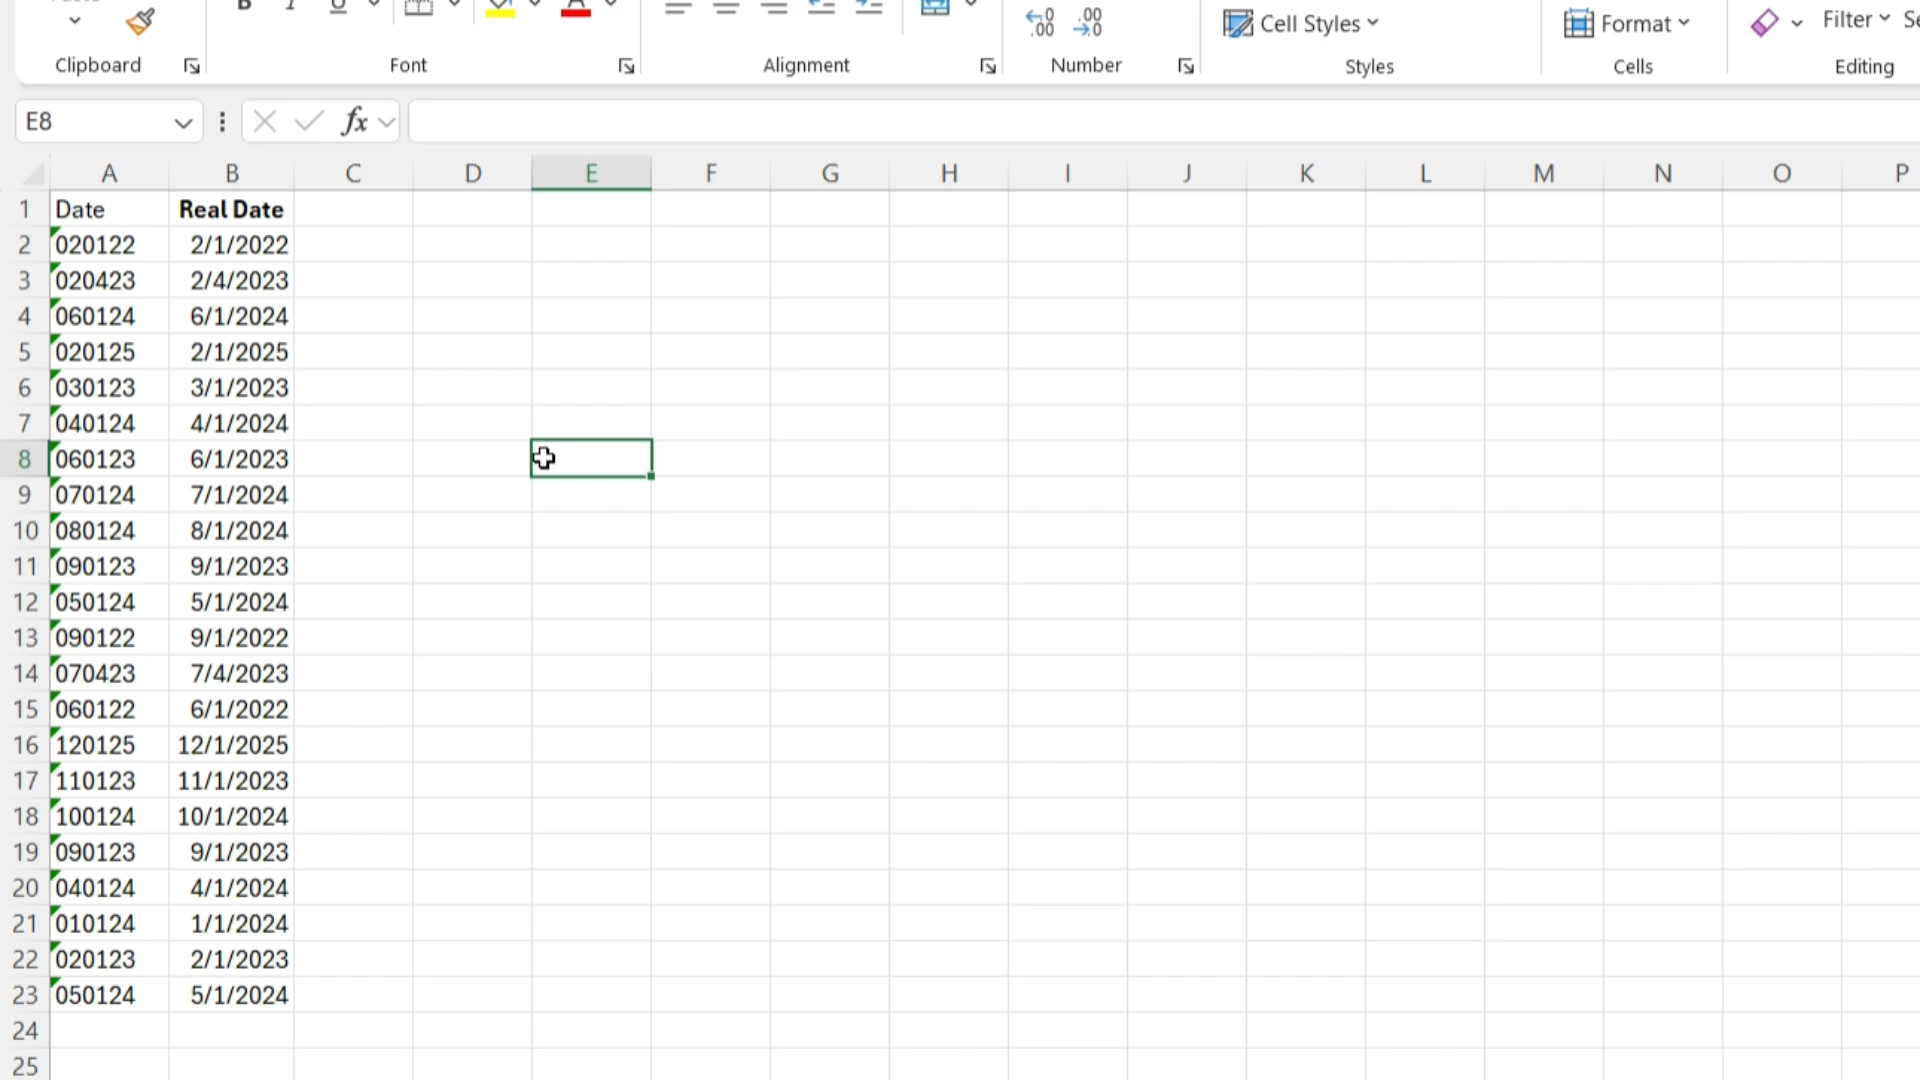 B I U A
.00 .00
Cell Styles
Format
Filter
Clipboard Font Alignment Number Styles Cells Editing
E8 fx
A B C D E F G H I J K L M N O P
1 Date Real Date
2 020122 2/1/2022
3 020423 2/4/2023
4 060124 6/1/2024
5 020125 2/1/2025
6 030123 3/1/2023
7 040124 4/1/2024
8 060123 6/1/2023
9 070124 7/1/2024
10 080124 8/1/2024
11 090123 9/1/2023
12 050124 5/1/2024
13 090122 9/1/2022
14 070423 7/4/2023
15 060122 6/1/2022
16 120125 12/1/2025
17 110123 11/1/2023
18 100124 10/1/2024
19 090123 9/1/2023
20 040124 4/1/2024
21 010124 1/1/2024
22 020123 2/1/2023
23 050124 5/1/2024
24
25